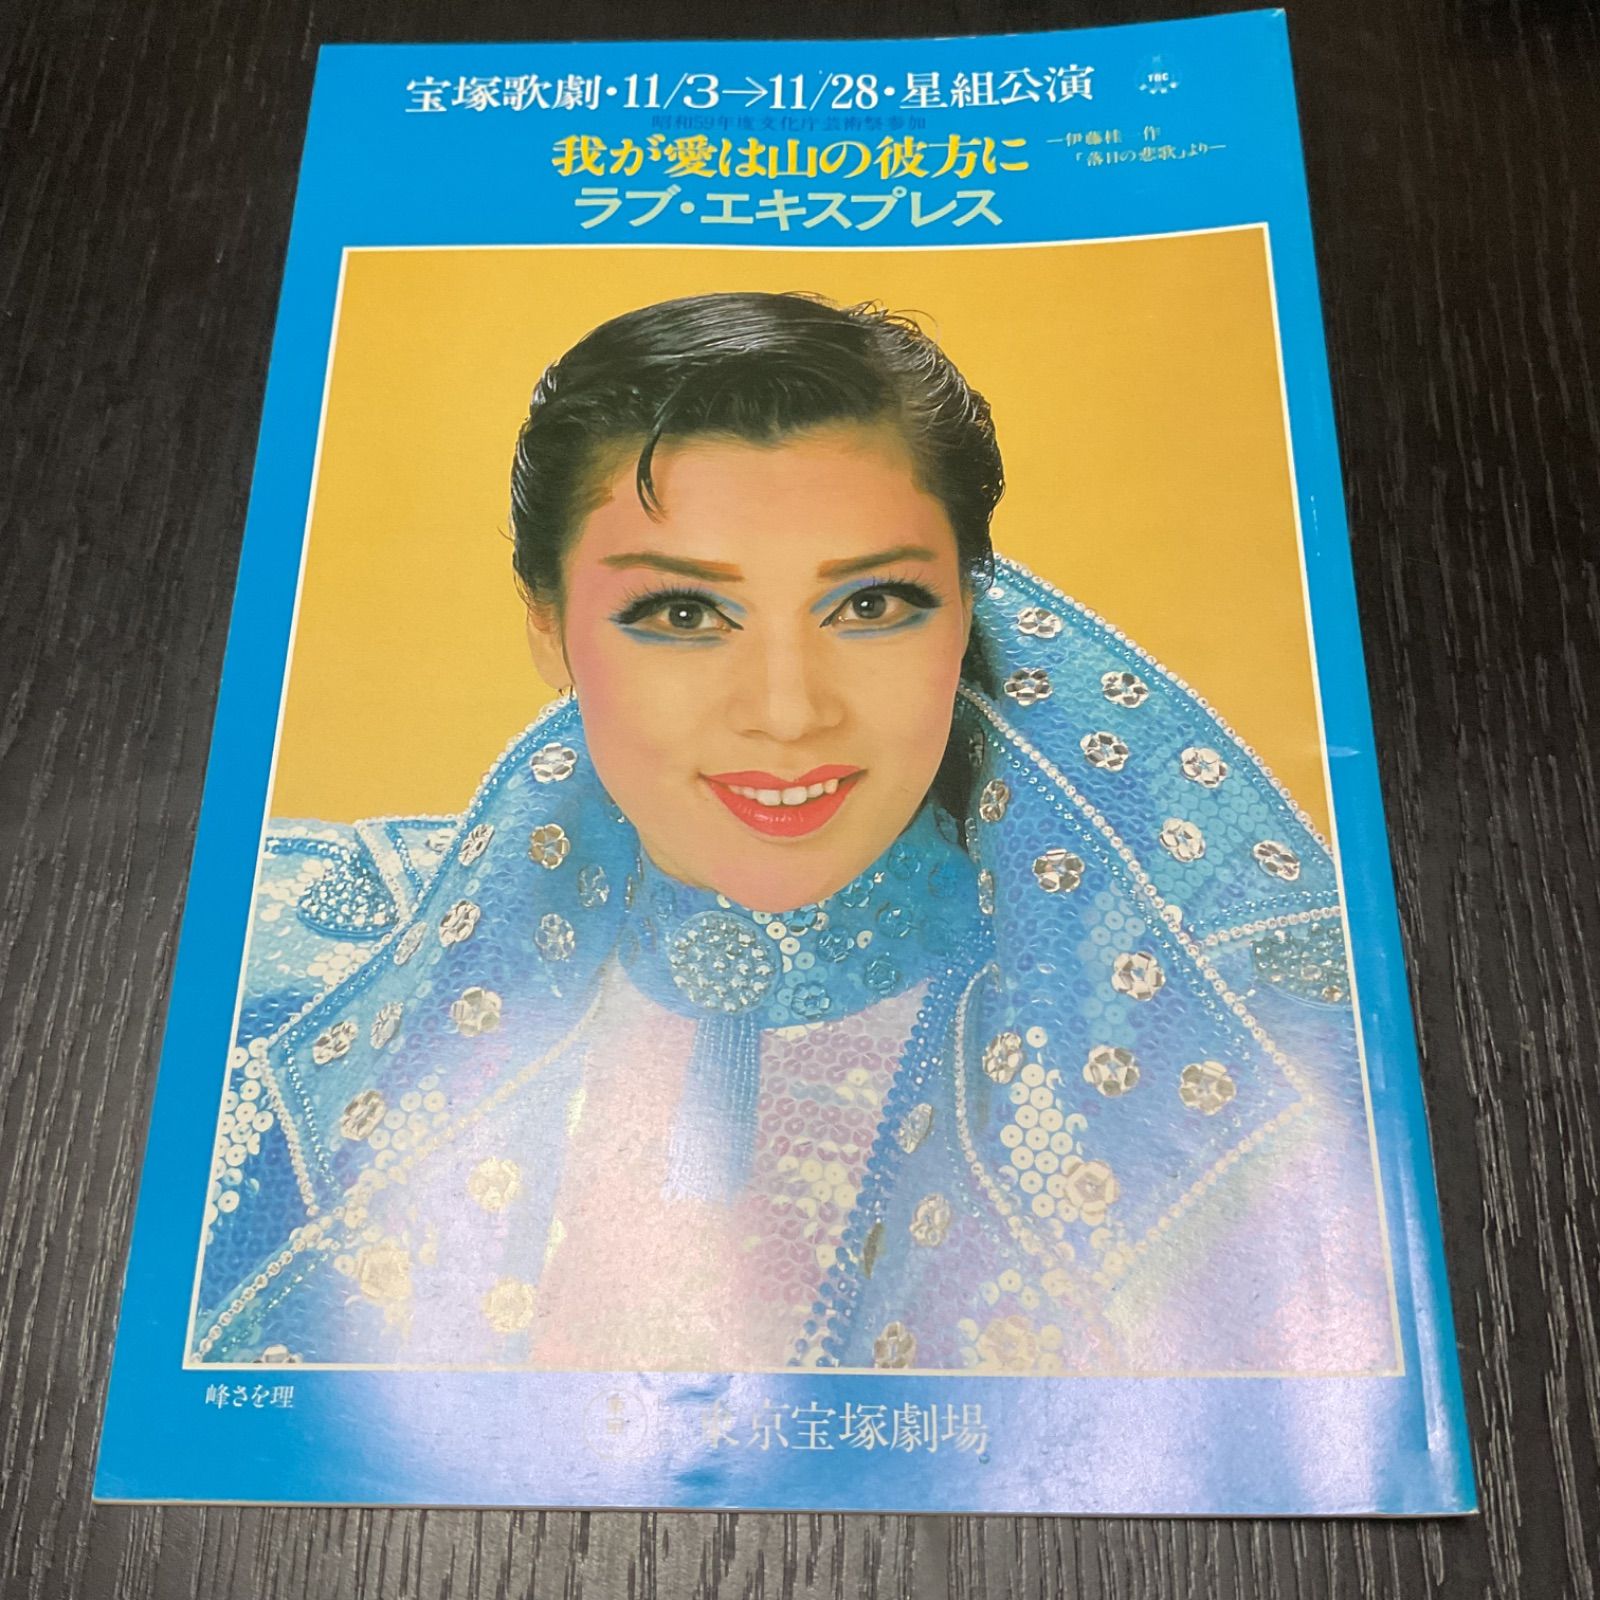 宝塚歌劇・11/3→11/28・星組公演
TBC
昭和59年度文化庁芸術祭参加
我が愛は山の彼方に
―伊藤桂一作
「落日の悲歌」より―
ラブ・エキスプレス
峰さを理
東京宝塚劇場